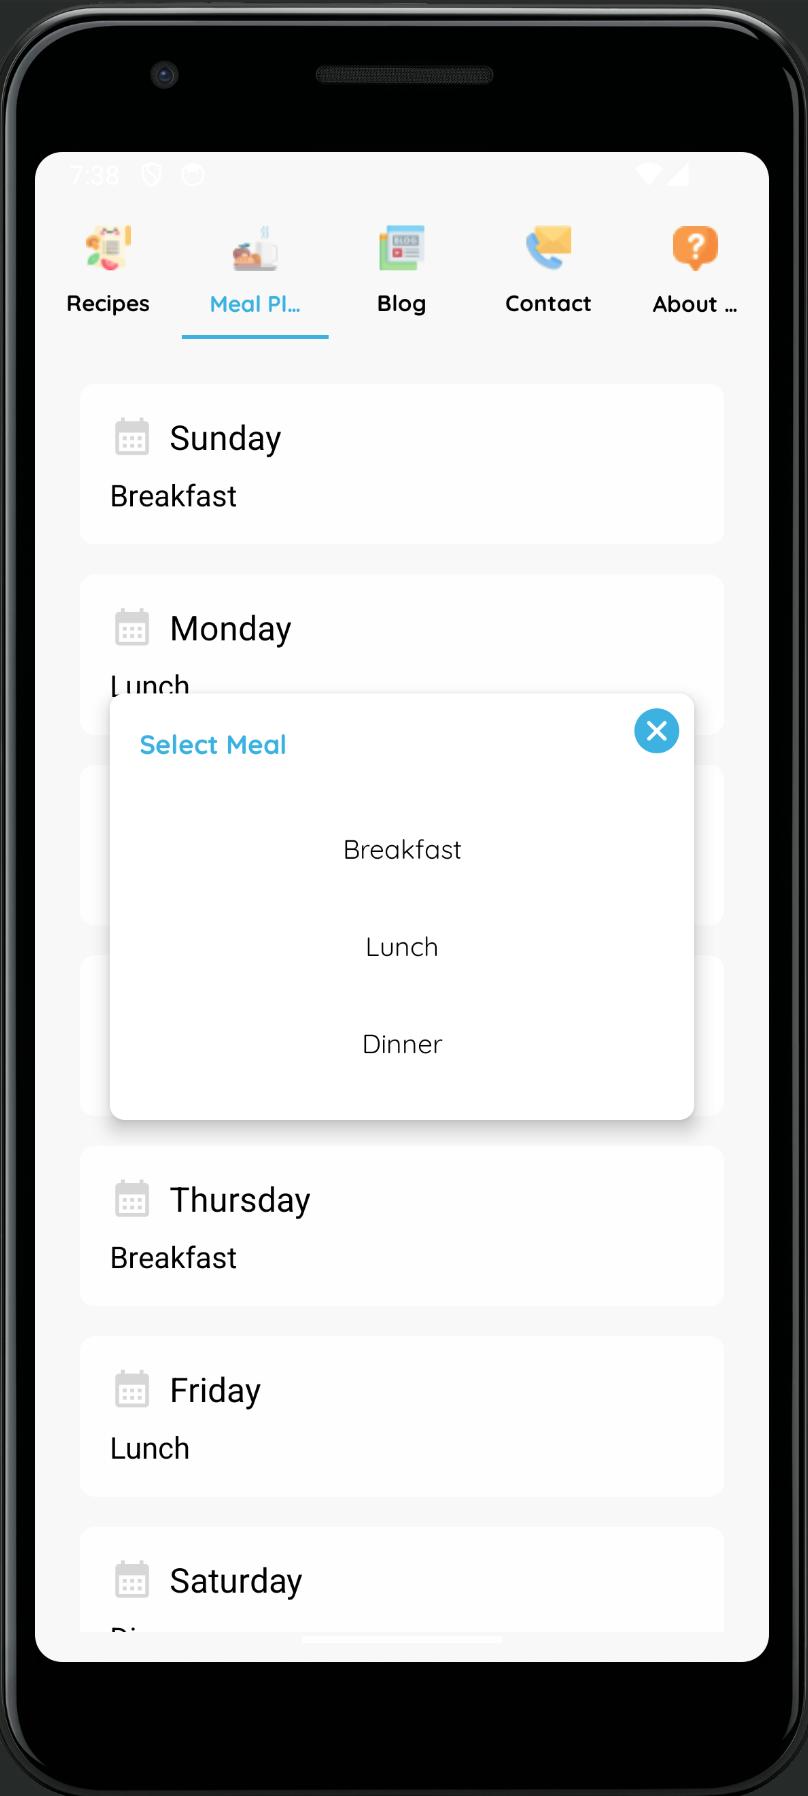 7:38
Recipes
Meal Pl...
Blog
Contact
About ...
Sunday
Breakfast
Monday
Lunch
Select Meal
Breakfast
Lunch
Dinner
Thursday
Breakfast
Friday
Lunch
Saturday